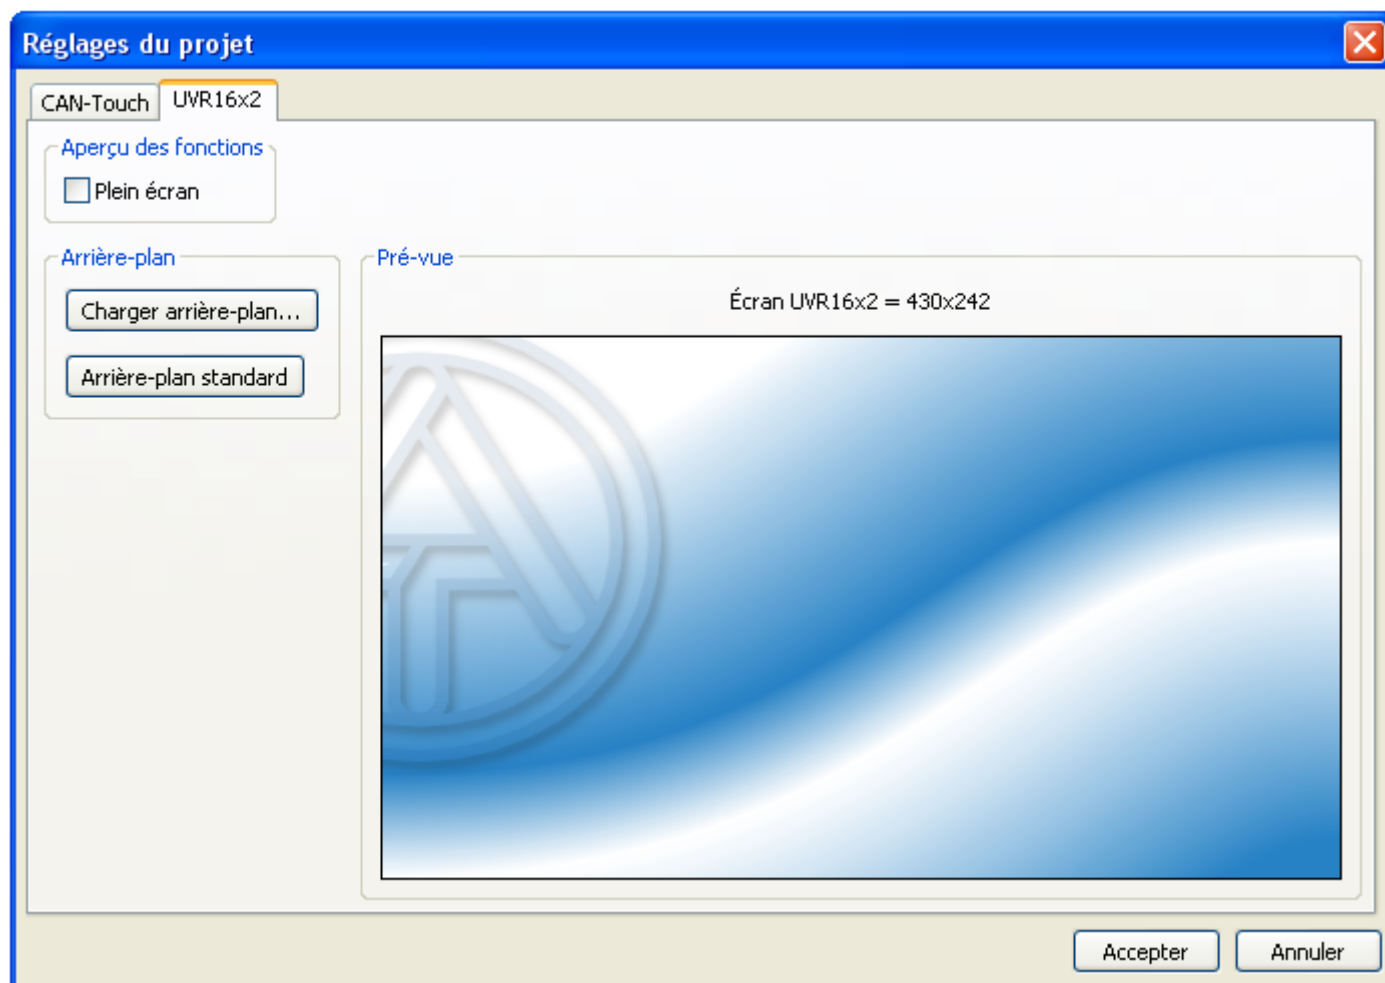 Réglages du projet
CAN-Touch
UVR16x2
Aperçu des fonctions
Plein écran
Arrière-plan
Charger arrière-plan...
Arrière-plan standard
Pré-vue
Écran UVR16x2 = 430x242
Accepter
Annuler